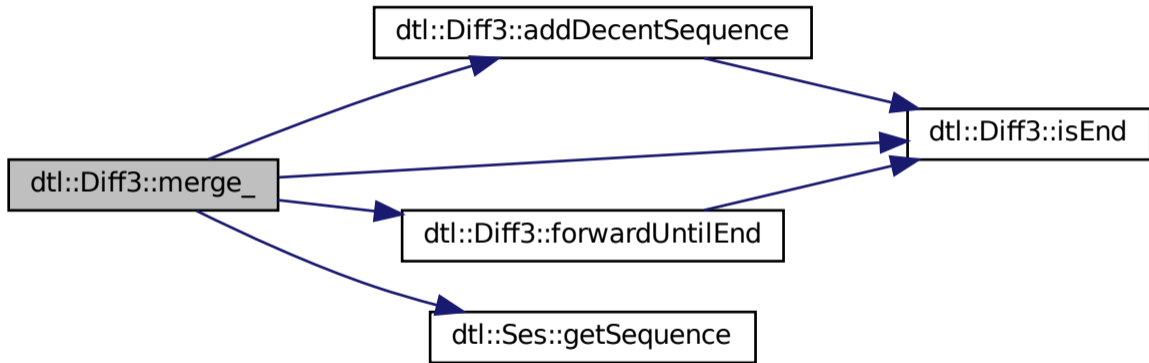 dtl::Diff3::addDecentSequence
dtl::Diff3::isEnd
dtl::Diff3::merge_
dtl::Diff3::forwardUntilEnd
dtl::Ses::getSequence